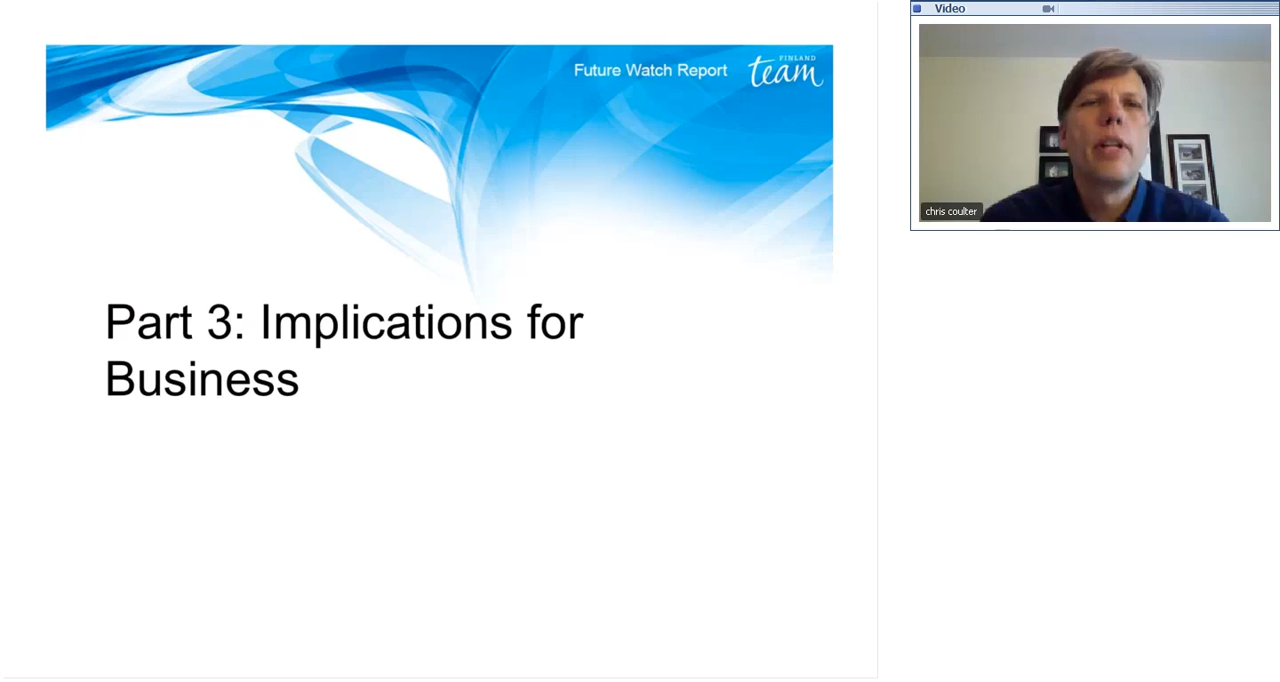 Future Watch Report
FINLAND
team
Part 3: Implications for
Business
Video
chris coulter